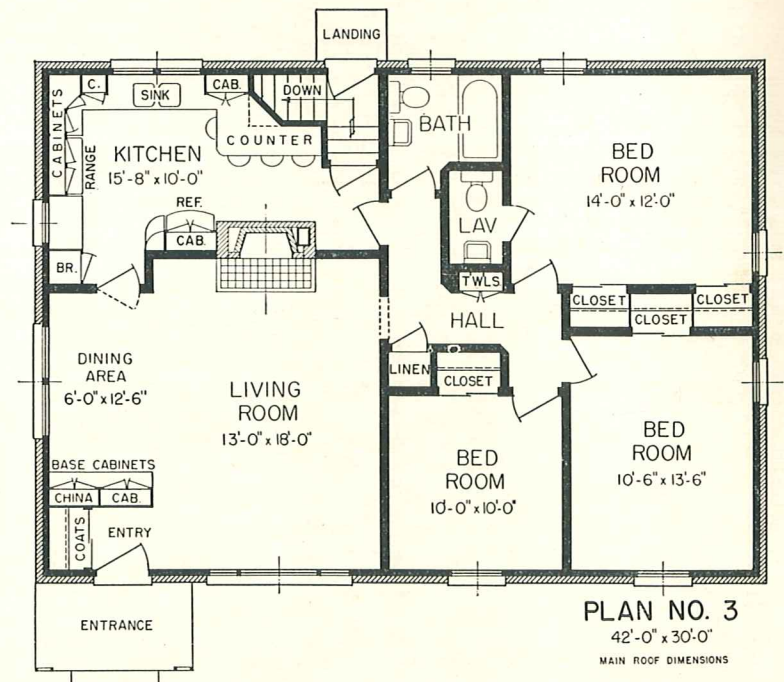 LANDING
CABINETS
C.
SINK
CAB.
DOWN
COUNTER
KITCHEN
15'-8" x 10'-0"
RANGE
REF.
CAB.
BR.
BATH
LAV
TWLS.
HALL
LINEN
CLOSET
BED
ROOM
14'-0" x 12'-0"
CLOSET
CLOSET
CLOSET
DINING
AREA
6'-0" x 12'-6"
LIVING
ROOM
13'-0" x 18'-0"
BED
ROOM
10'-0" x 10'-0"
BED
ROOM
10'-6" x 13'-6"
BASE CABINETS
CHINA
CAB.
COATS
ENTRY
ENTRANCE
PLAN NO. 3
42'-0" x 30'-0"
MAIN ROOF DIMENSIONS